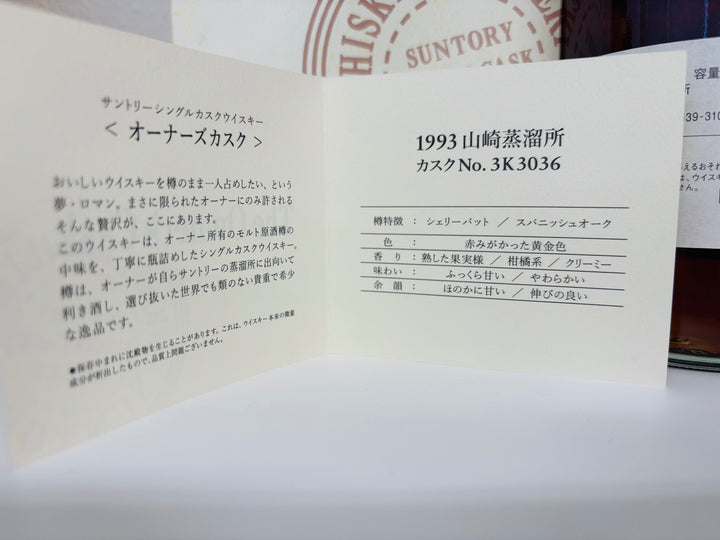 サントリーシングルカスクウイスキー
< オーナーズカスク >
おいしいウイスキーを樽のまま一人占めしたい、という
夢・ロマン。まさに限られたオーナーにのみ許される
そんな贅沢が、ここにあります。
このウイスキーは、オーナー所有のモルト原酒樽の
中味を、丁寧に瓶詰めしたシングルカスクウイスキー。
樽は、オーナーが自らサントリーの蒸溜所に出向いて
利き酒し、選び抜いた世界でも類のない貴重で希少
な逸品です。
●保存中まれに沈殿物を生じることがあります。これは、ウイスキー本来の微量
成分が析出したもので、品質上問題ございません。
1993 山崎蒸溜所
カスク No. 3K3036
樽特徴 : シェリーバット / スパニッシュオーク
色 : 赤みがかった黄金色
香り : 熟した果実様 / 柑橘系 / クリーミー
味わい : ふっくら甘い / やわらかい
余韻 : ほのかに甘い / 伸びの良い
SUNTORY
CASK
容量
所
39-310